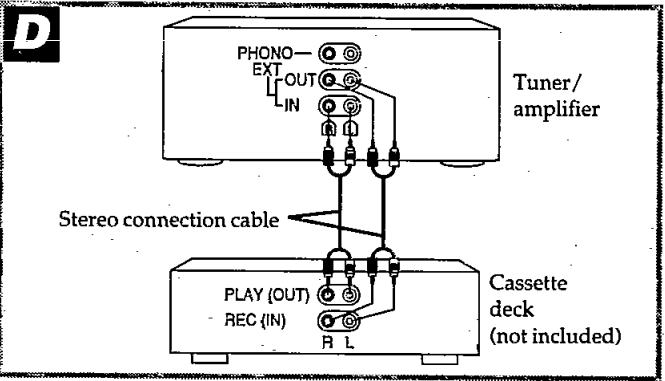 D
PHONO
EXT
OUT
IN
R L
Tuner/
amplifier
Stereo connection cable
PLAY (OUT)
REC (IN)
R L
Cassette
deck
(not included)